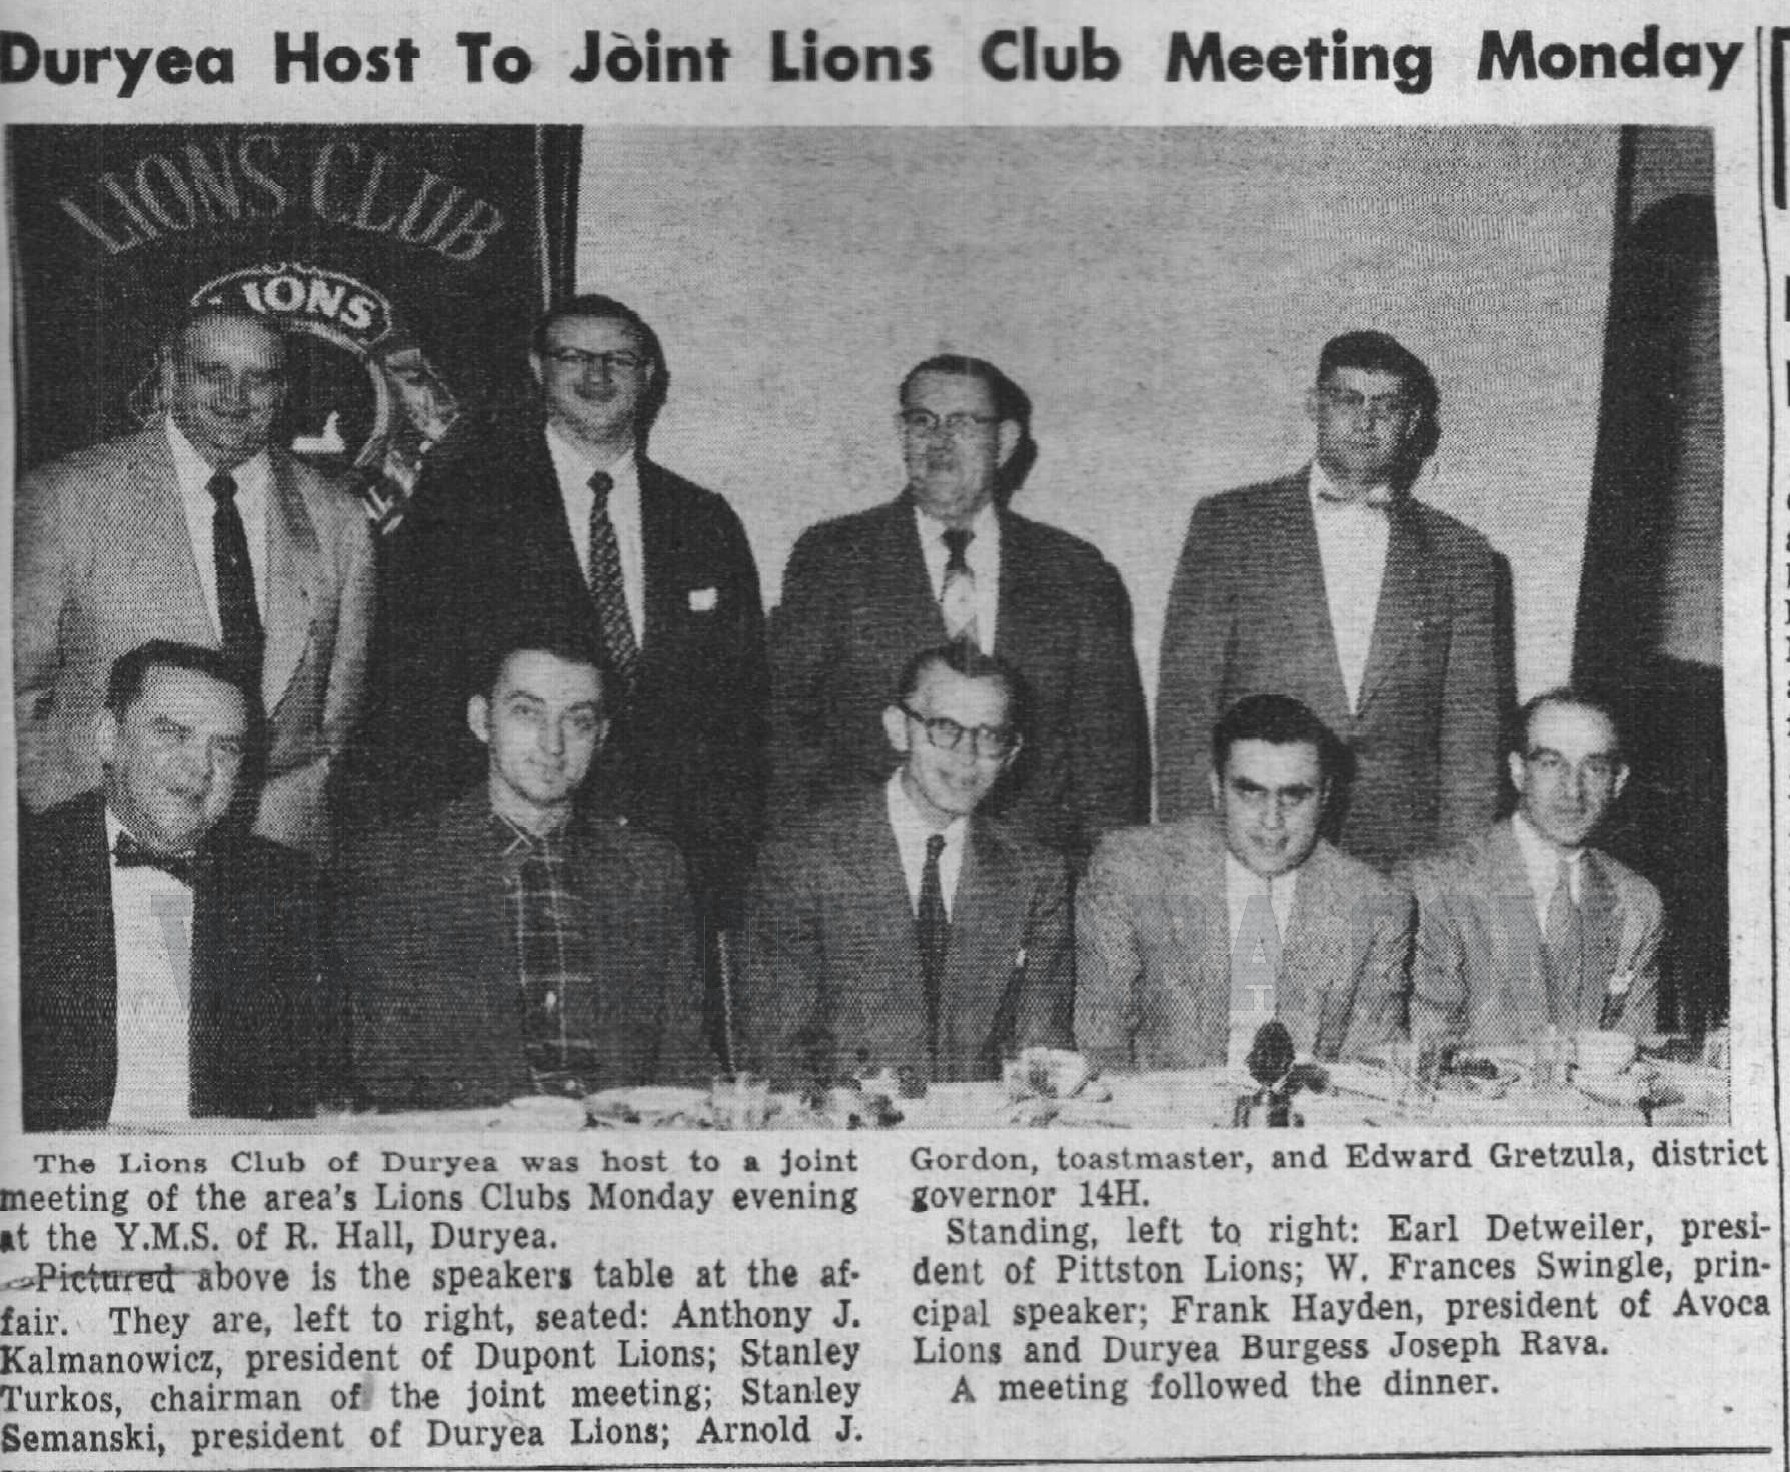 Duryea Host To Joint Lions Club Meeting Monday
LIONS CLUB
IONS
The Lions Club of Duryea was host to a joint
meeting of the area's Lions Clubs Monday evening
at the Y.M.S. of R. Hall, Duryea.
Pictured above is the speakers table at the af-
fair. They are, left to right, seated: Anthony J.
Kalmanowicz, president of Dupont Lions; Stanley
Turkos, chairman of the joint meeting; Stanley
Semanski, president of Duryea Lions; Arnold J.
Gordon, toastmaster, and Edward Gretzula, district
governor 14H.
Standing, left to right: Earl Detweiler, presi-
dent of Pittston Lions; W. Frances Swingle, prin-
cipal speaker; Frank Hayden, president of Avoca
Lions and Duryea Burgess Joseph Rava.
A meeting followed the dinner.